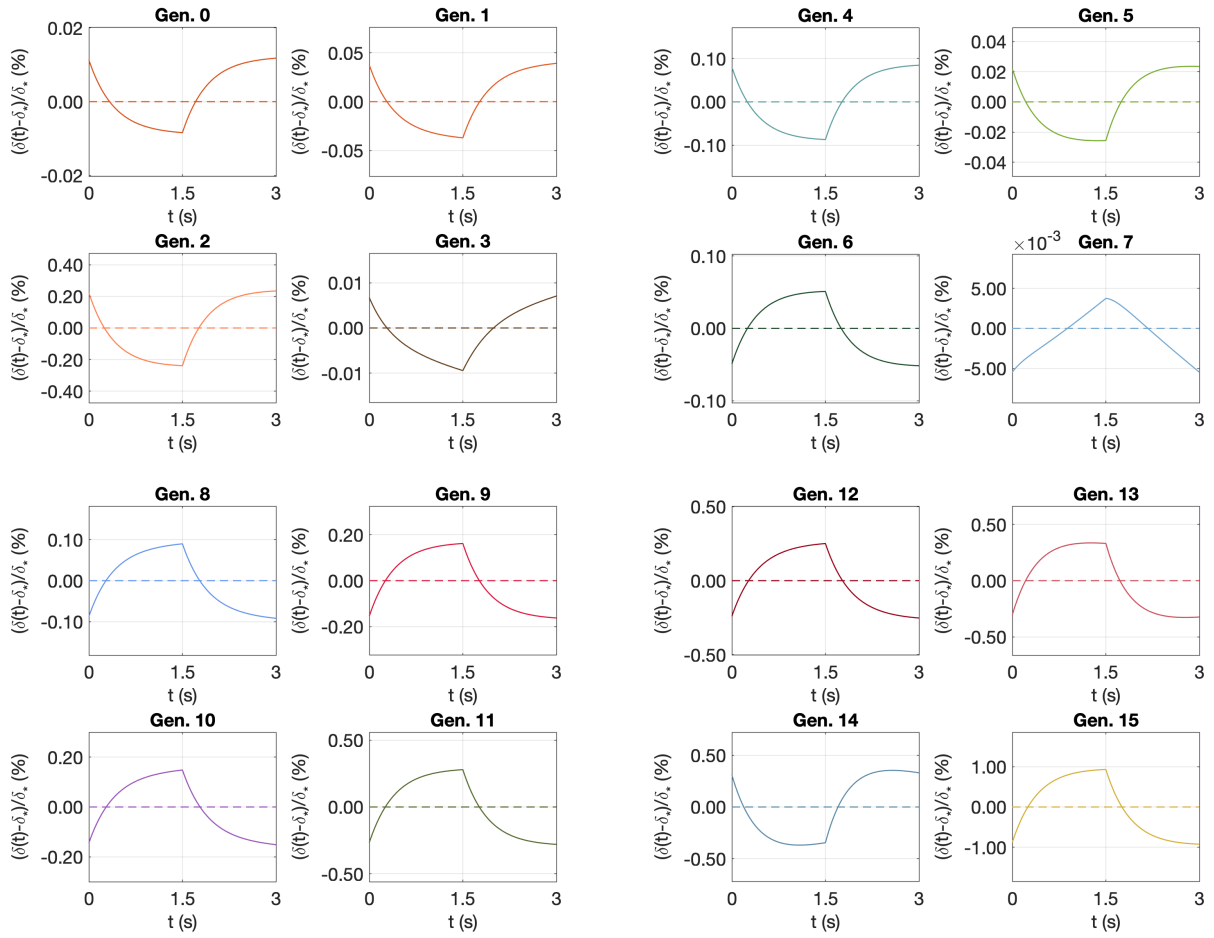 Gen. 0
0.02
0.00
-0.02
(δ(t)-δ*)/δ* (%)
0 1.5 3
t (s)
Gen. 1
0.05
0.00
-0.05
(δ(t)-δ*)/δ* (%)
0 1.5 3
t (s)
Gen. 4
0.10
0.00
-0.10
(δ(t)-δ*)/δ* (%)
0 1.5 3
t (s)
Gen. 5
0.04
0.02
0.00
-0.02
-0.04
(δ(t)-δ*)/δ* (%)
0 1.5 3
t (s)
Gen. 2
0.40
0.20
0.00
-0.20
-0.40
(δ(t)-δ*)/δ* (%)
0 1.5 3
t (s)
Gen. 3
0.01
0.00
-0.01
(δ(t)-δ*)/δ* (%)
0 1.5 3
t (s)
Gen. 6
0.10
0.00
-0.10
(δ(t)-δ*)/δ* (%)
0 1.5 3
t (s)
×10⁻³ Gen. 7
5.00
0.00
-5.00
(δ(t)-δ*)/δ* (%)
0 1.5 3
t (s)
Gen. 8
0.10
0.00
-0.10
(δ(t)-δ*)/δ* (%)
0 1.5 3
t (s)
Gen. 9
0.20
0.00
-0.20
(δ(t)-δ*)/δ* (%)
0 1.5 3
t (s)
Gen. 12
0.50
0.00
-0.50
(δ(t)-δ*)/δ* (%)
0 1.5 3
t (s)
Gen. 13
0.50
0.00
-0.50
(δ(t)-δ*)/δ* (%)
0 1.5 3
t (s)
Gen. 10
0.20
0.00
-0.20
(δ(t)-δ*)/δ* (%)
0 1.5 3
t (s)
Gen. 11
0.50
0.00
-0.50
(δ(t)-δ*)/δ* (%)
0 1.5 3
t (s)
Gen. 14
0.50
0.00
-0.50
(δ(t)-δ*)/δ* (%)
0 1.5 3
t (s)
Gen. 15
1.00
0.00
-1.00
(δ(t)-δ*)/δ* (%)
0 1.5 3
t (s)